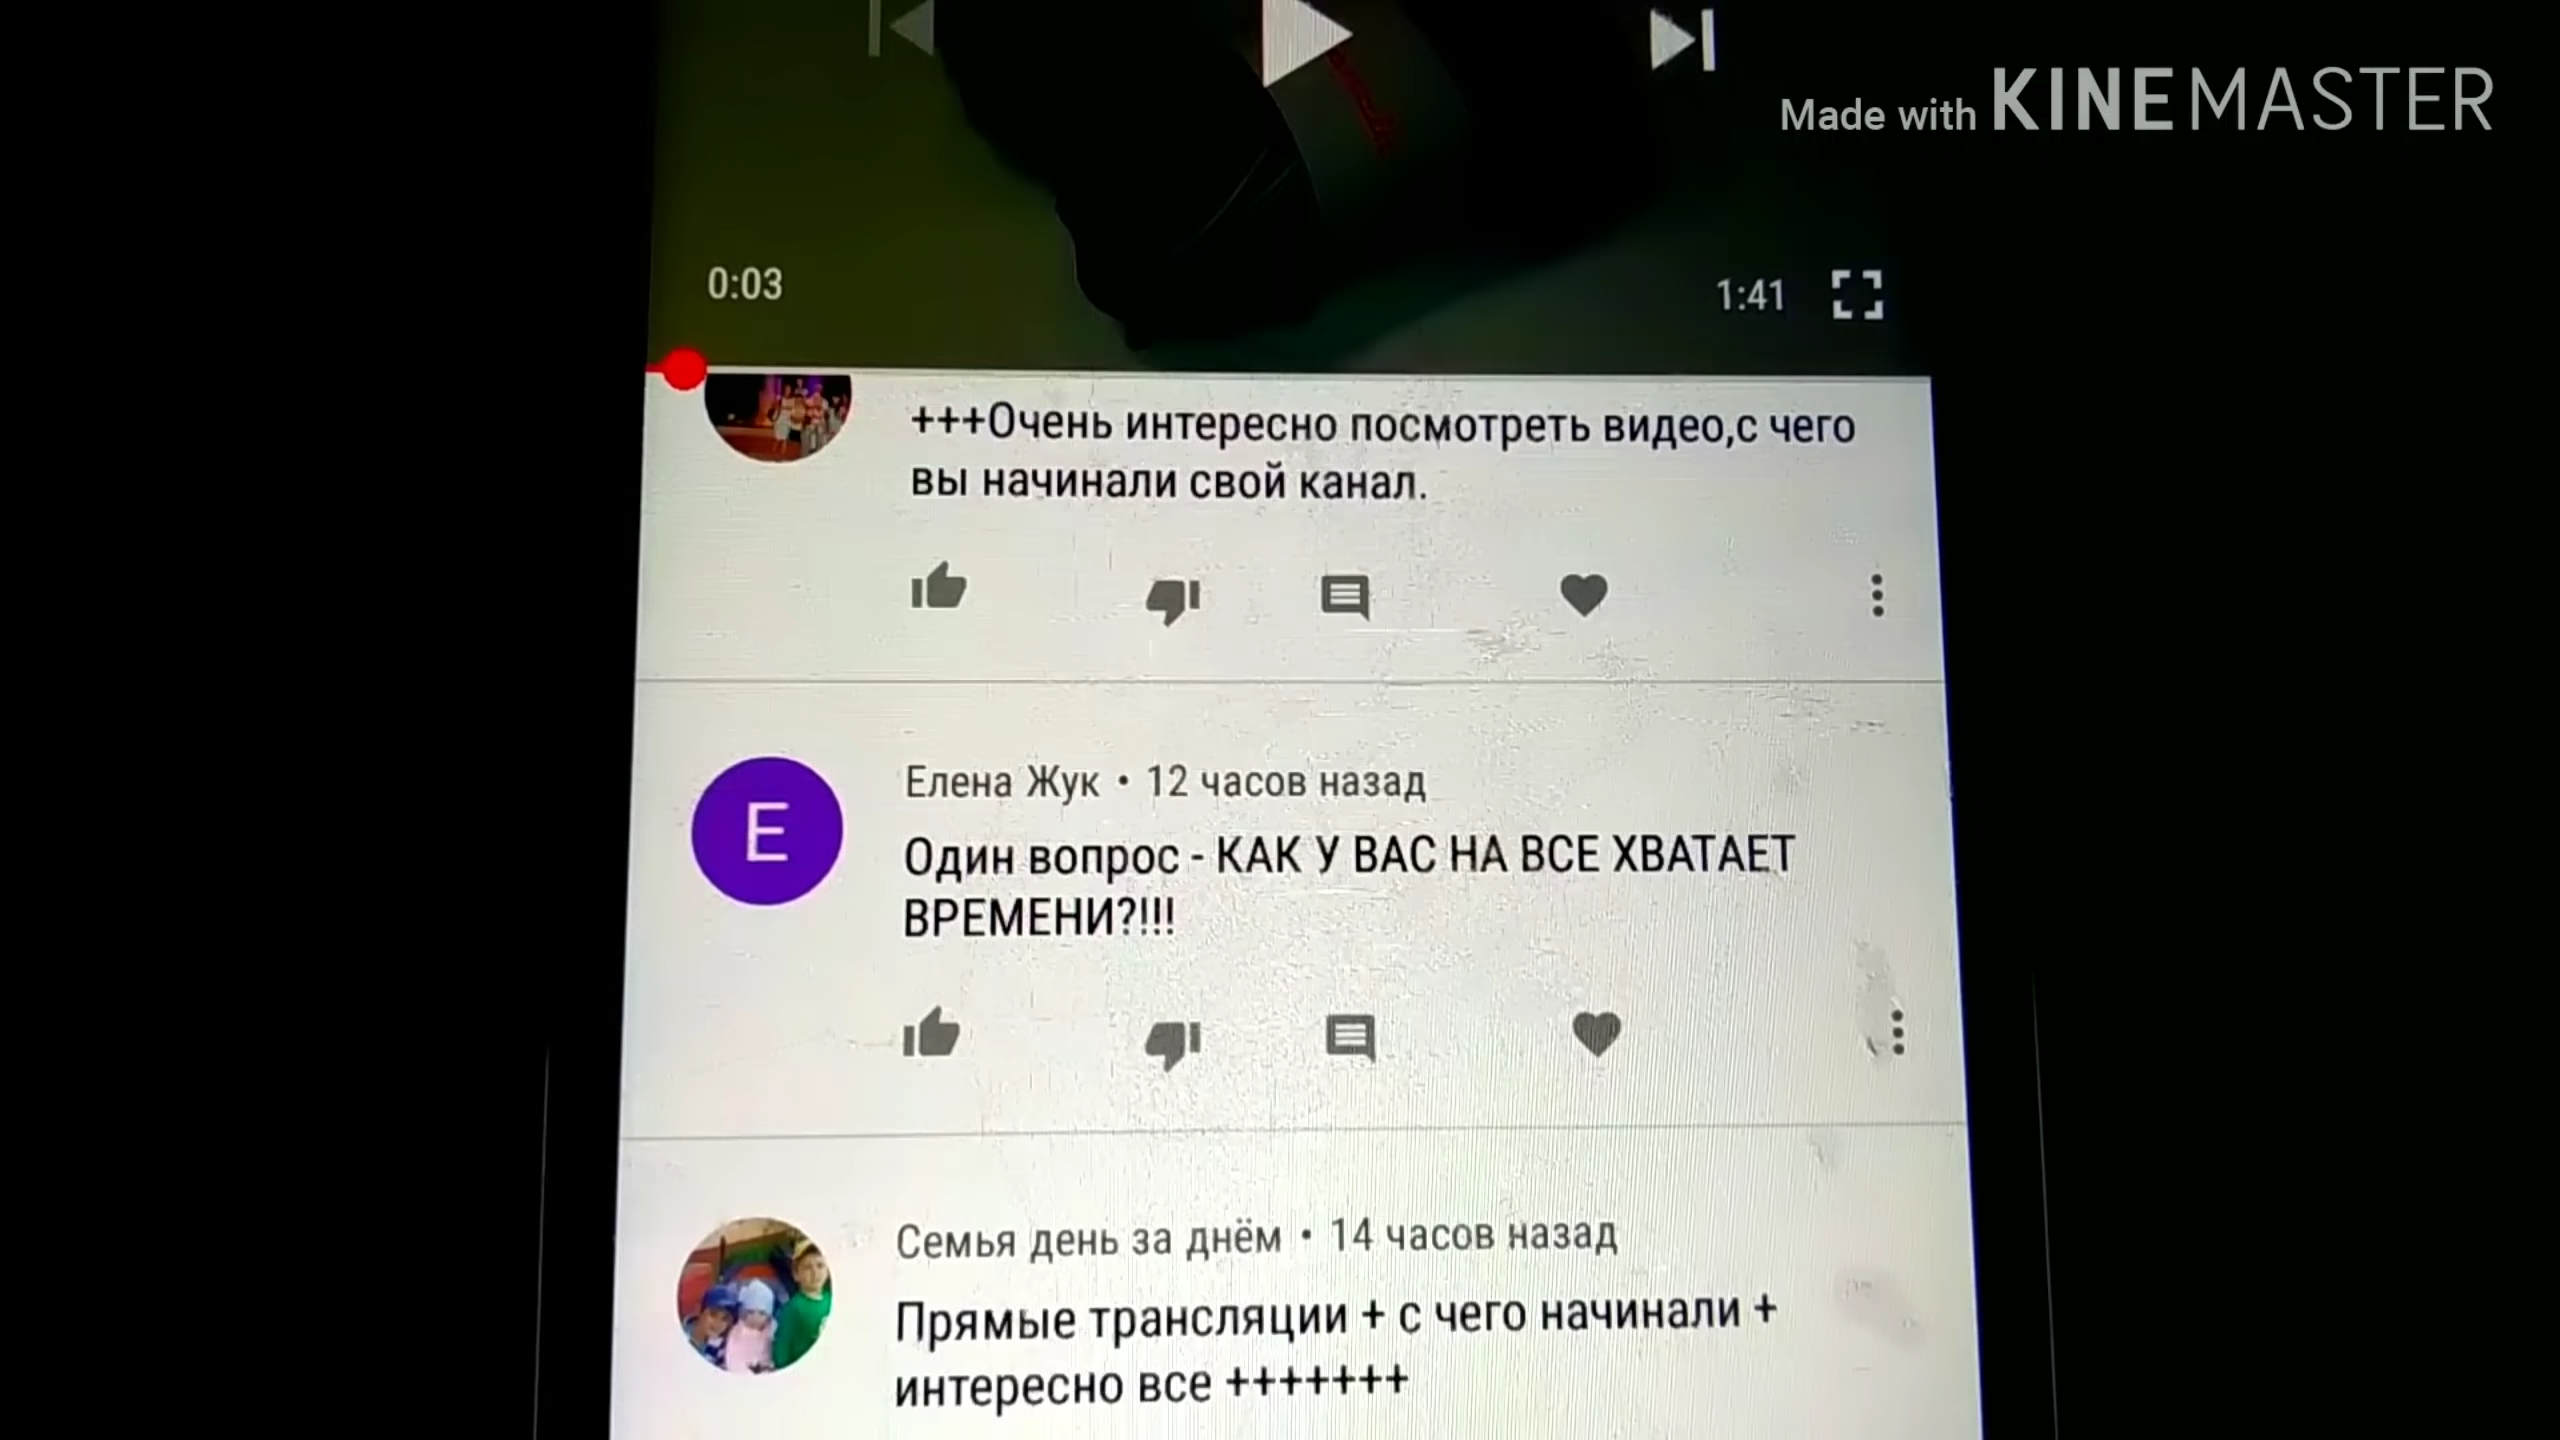 Made with KINEMASTER
0:03
1:41
+++Очень интересно посмотреть видео,с чего
вы начинали свой канал.
Е
Елена Жук • 12 часов назад
Один вопрос - КАК У ВАС НА ВСЕ ХВАТАЕТ
ВРЕМЕНИ?!!!
Семья день за днём • 14 часов назад
Прямые трансляции + с чего начинали +
интересно все +++++++